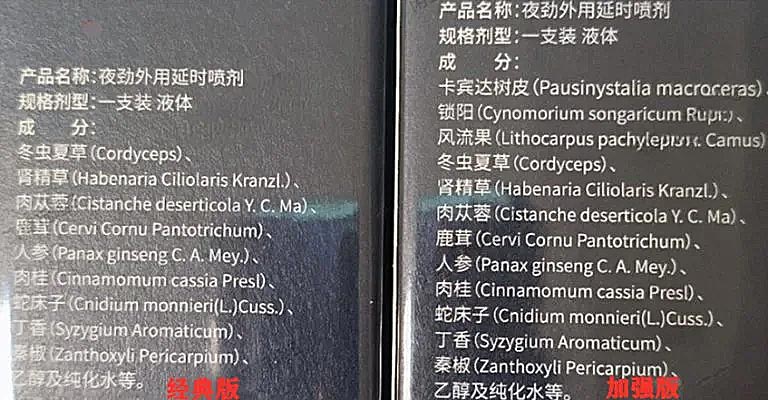 产品名称:夜劲外用延时喷剂
规格剂型:一支装 液体
成 分:
冬虫夏草(Cordyceps)、
肾精草(Habenaria Ciliolaris Kranzl.)、
肉苁蓉(Cistanche deserticola Y. C. Ma)、
鹿茸(Cervi Cornu Pantotrichum)、
人参(Panax ginseng C. A. Mey.)、
肉桂(Cinnamomum cassia Presl)、
蛇床子(Cnidium monnieri(L.)Cuss.)、
丁香(Syzygium Aromaticum)、
秦椒(Zanthoxyli Pericarpium)、
乙醇及纯化水等。
经典版
产品名称:夜劲外用延时喷剂
规格剂型:一支装 液体
成 分:
卡宾达树皮(Pausinystalia macroceras)、
锁阳(Cynomorium songaricum Rupr.)、
风流果(Lithocarpus pachylepis A. Camus)
冬虫夏草(Cordyceps)、
肾精草(Habenaria Ciliolaris Kranzl.)、
肉苁蓉(Cistanche deserticola Y. C. Ma)、
鹿茸(Cervi Cornu Pantotrichum)、
人参(Panax ginseng C. A. Mey.)、
肉桂(Cinnamomum cassia Presl)、
蛇床子(Cnidium monnieri(L.)Cuss.)、
丁香(Syzygium Aromaticum)、
秦椒(Zanthoxyli Pericarpium)、
乙醇及纯化水等。
加强版